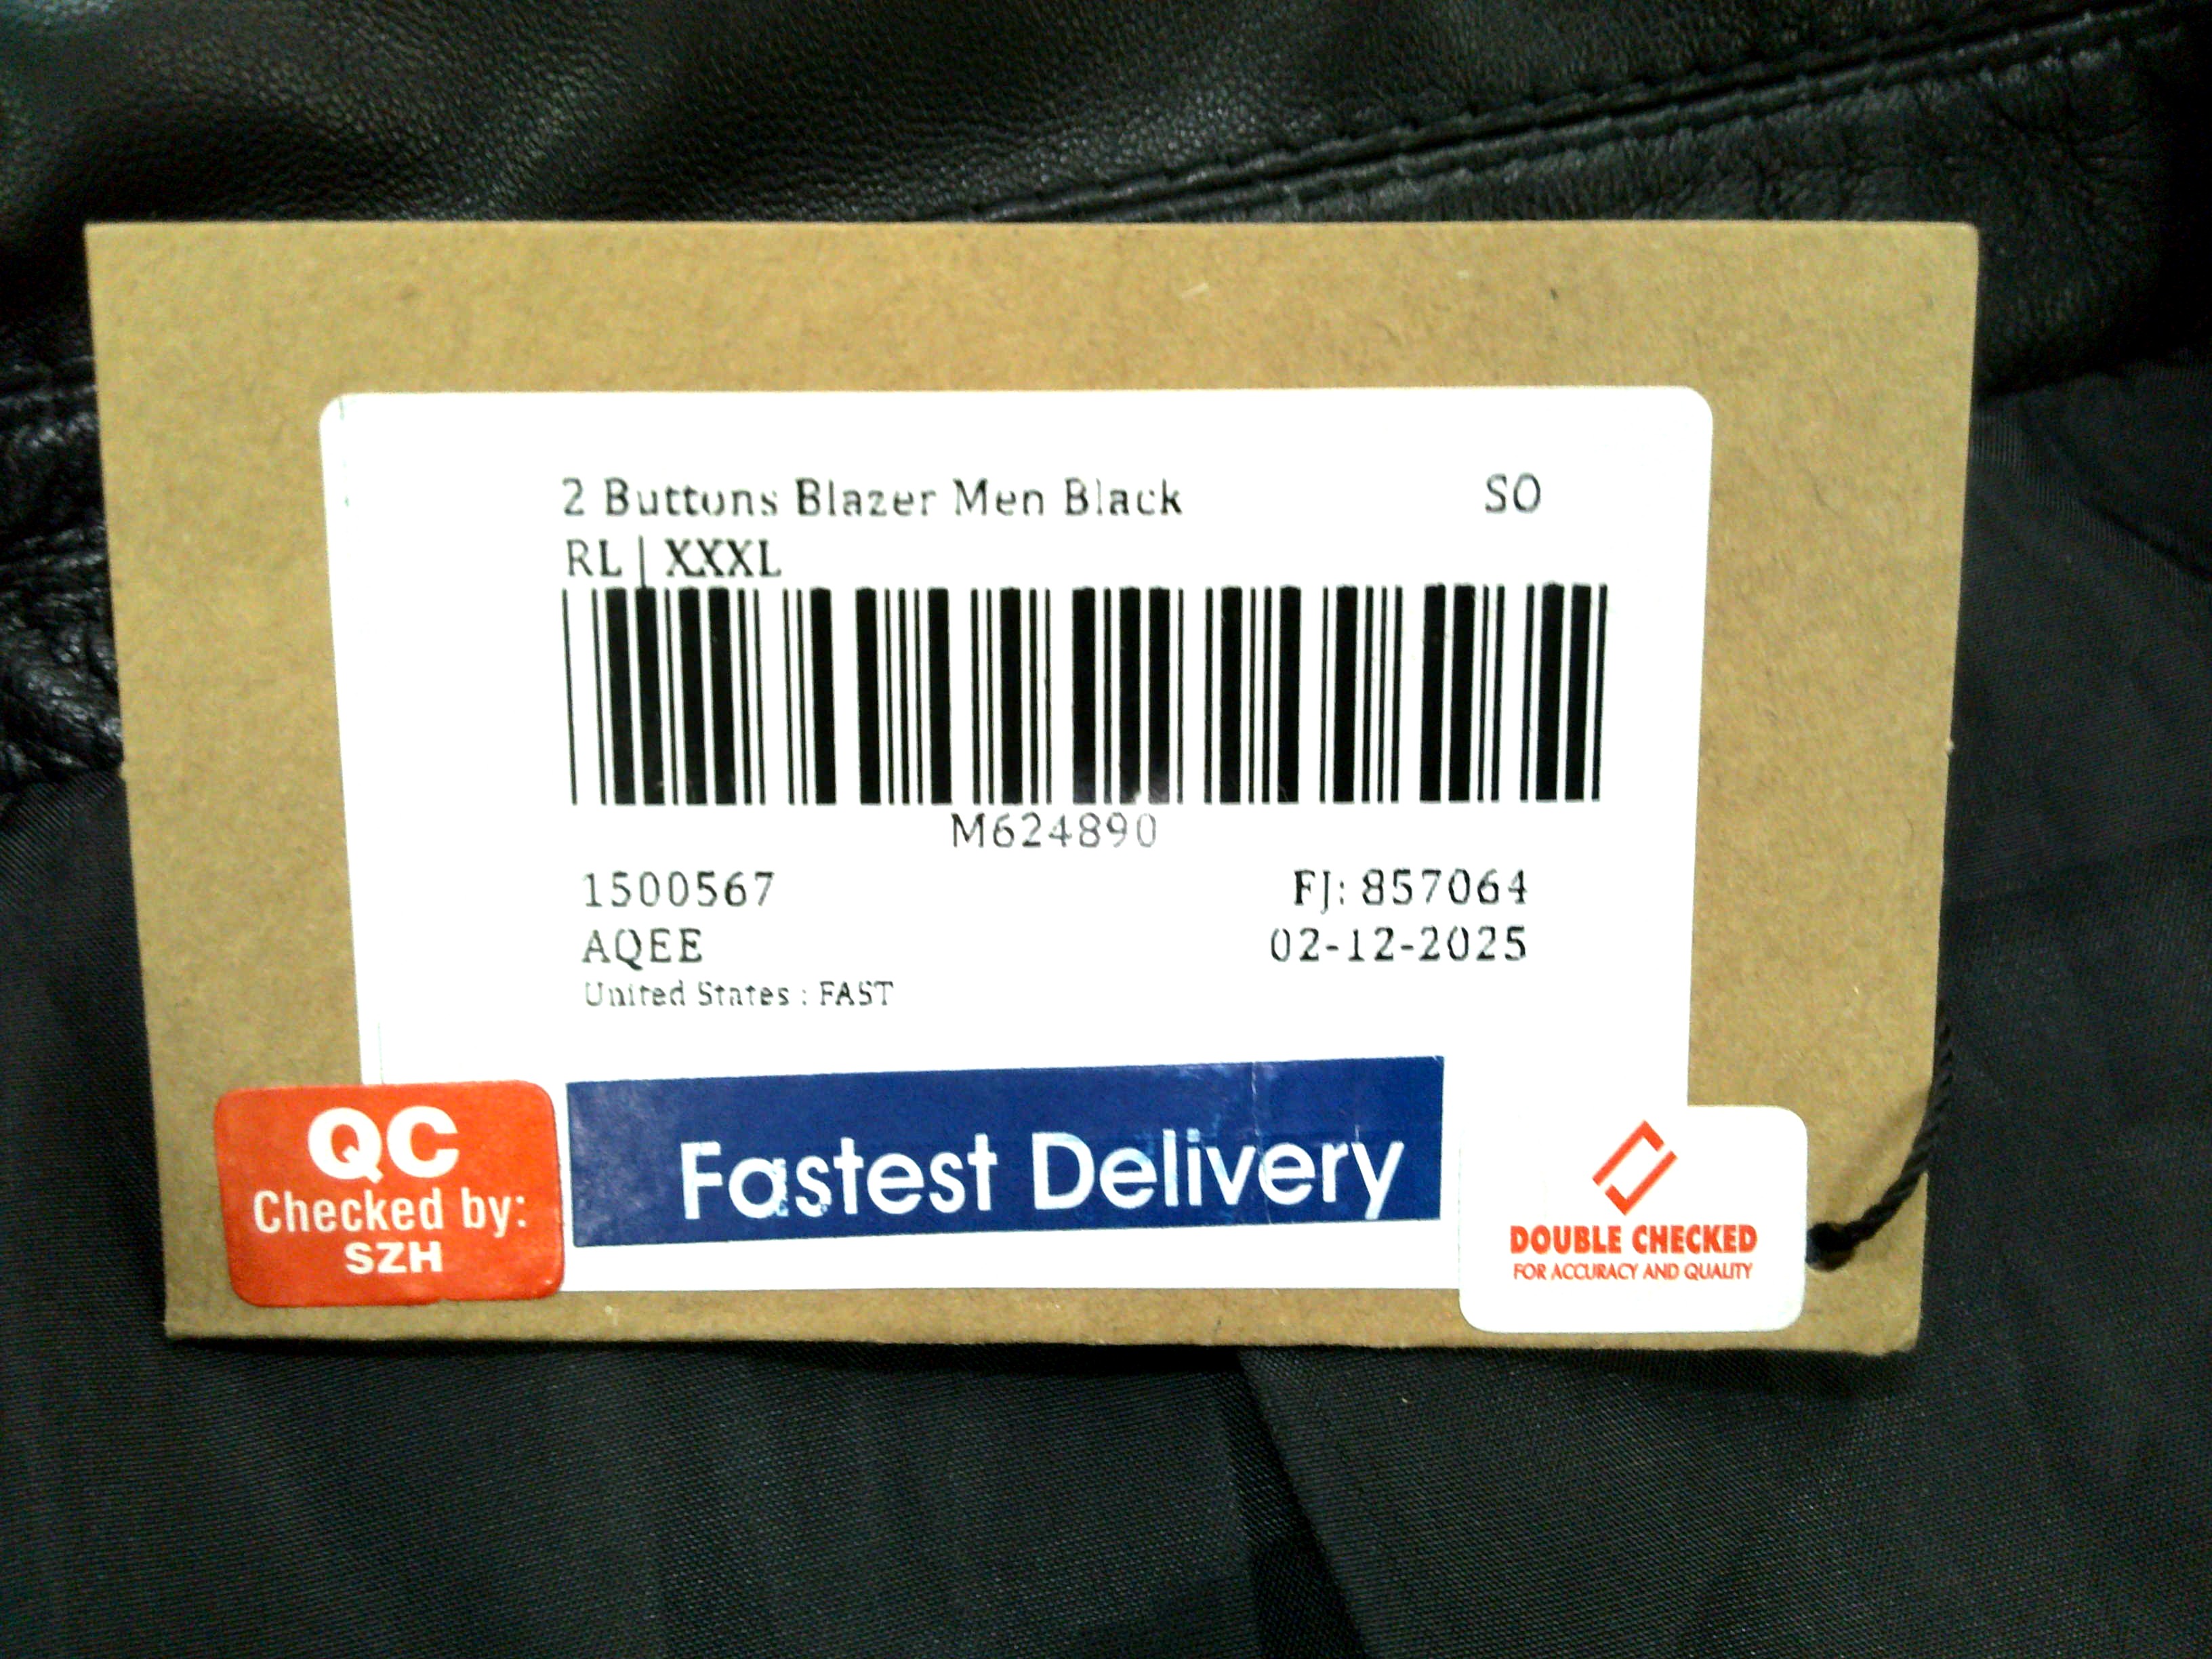 2 Buttons Blazer Men Black SO
RL | XXXL
M624890
1500567 FJ: 857064
AQEE 02-12-2025
United States : FAST
QC
Checked by:
SZH
Fastest Delivery
DOUBLE CHECKED
FOR ACCURACY AND QUALITY